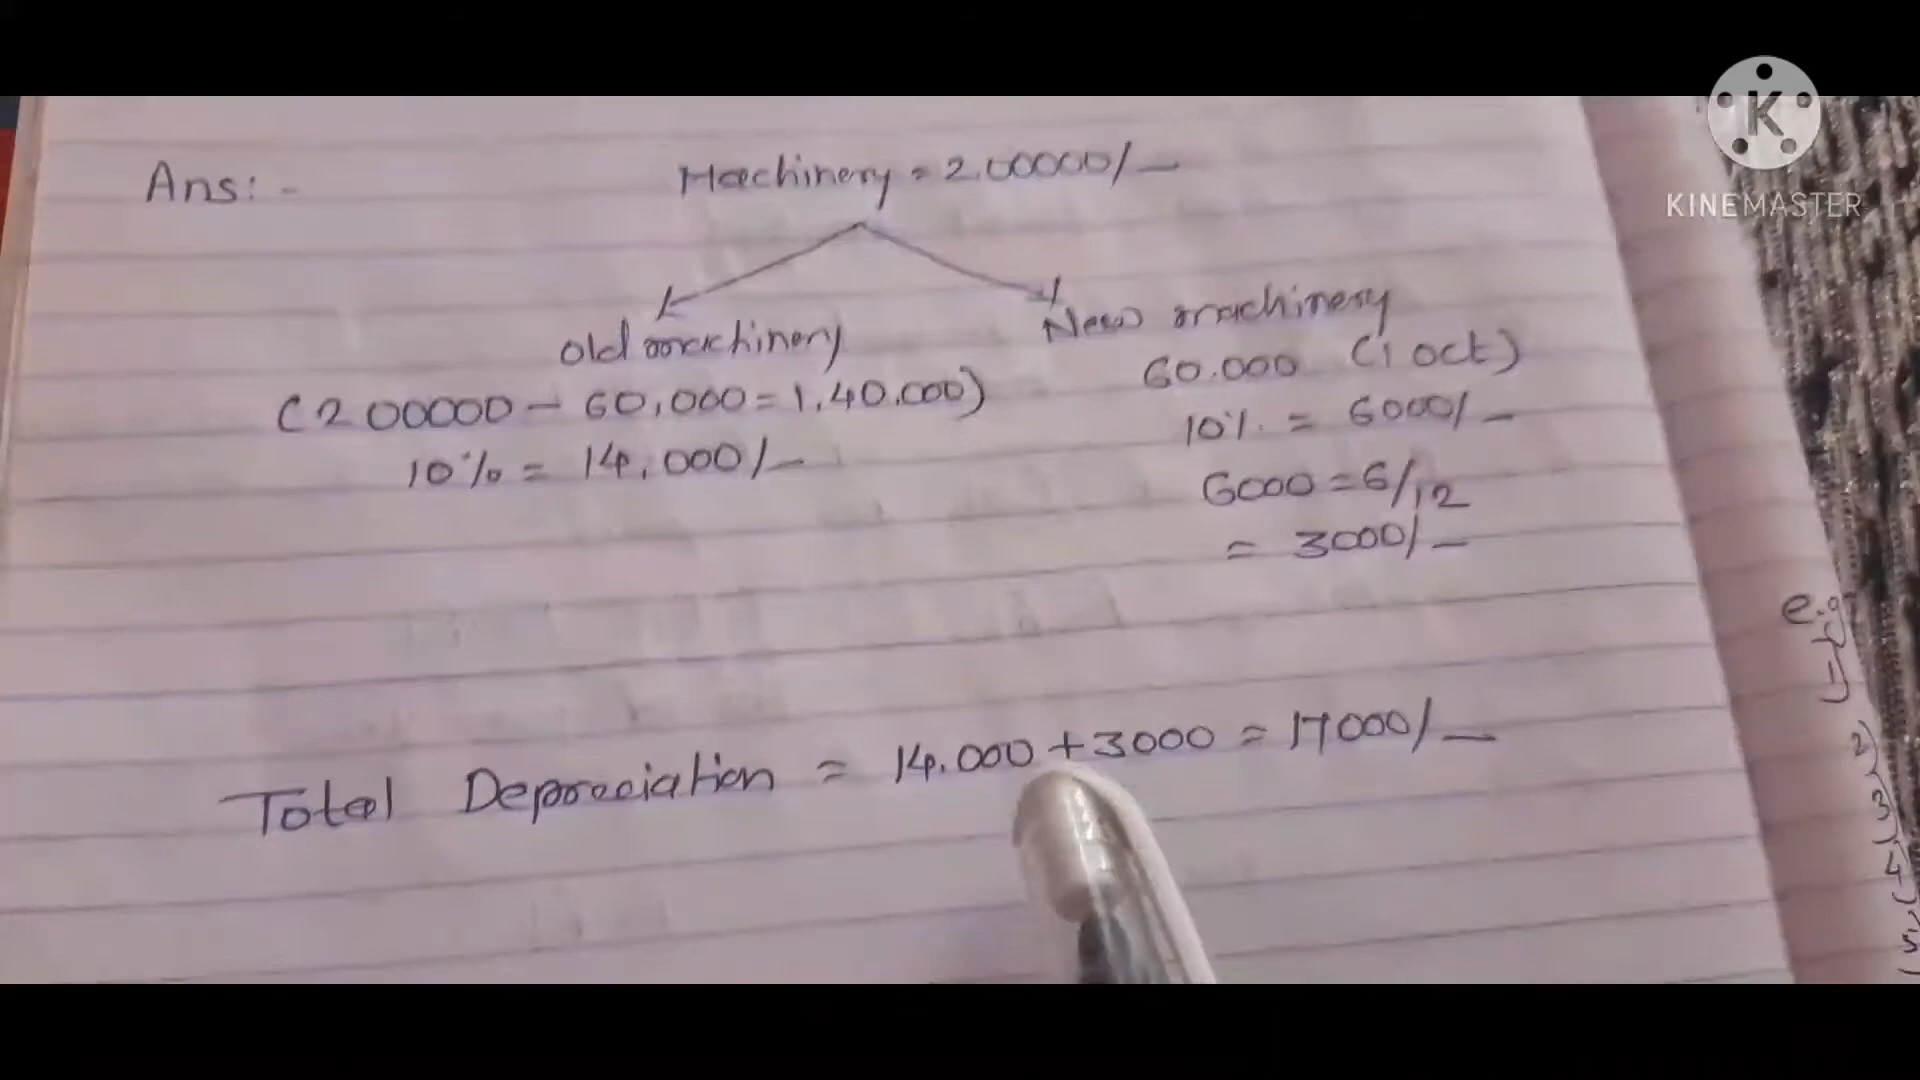 Ans: - Machinery = 2.00000/-
old machinery
(200000 - 60,000 = 1,40.000)
10% = 14,000/-
New machinery
60.000 (1 oct)
10% = 6000/-
6000 = 6/12
= 3000/-
Total Depreciation = 14.000 + 3000 = 17000/-
K
KINEMASTER
e.g